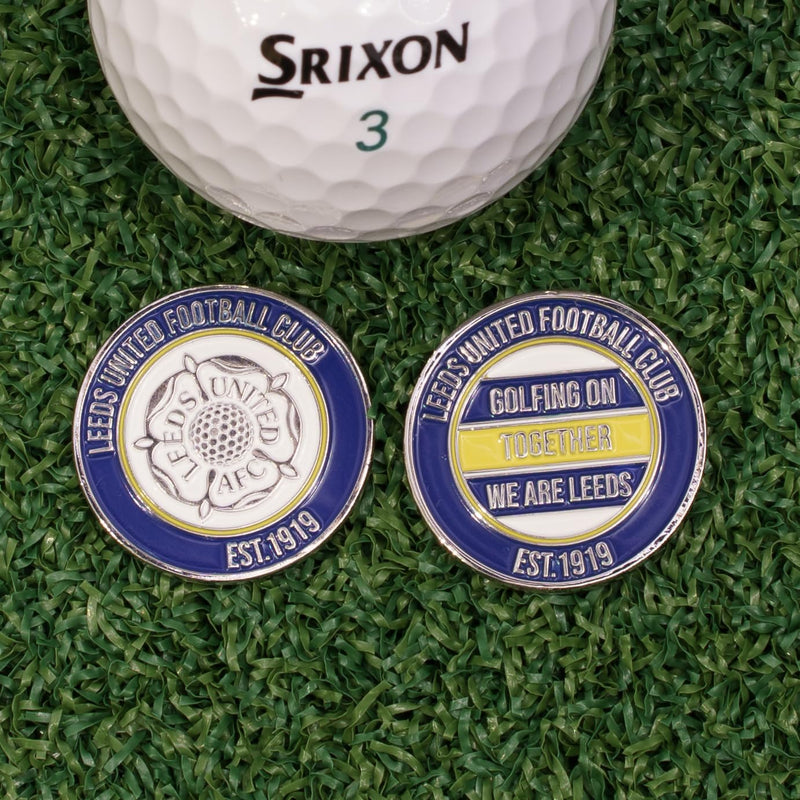 SRIXON
3
LEEDS UNITED FOOTBALL CLUB
LEEDS UNITED
AFC
EST.1919
LEEDS UNITED FOOTBALL CLUB
GOLFING ON
TOGETHER
WE ARE LEEDS
EST.1919